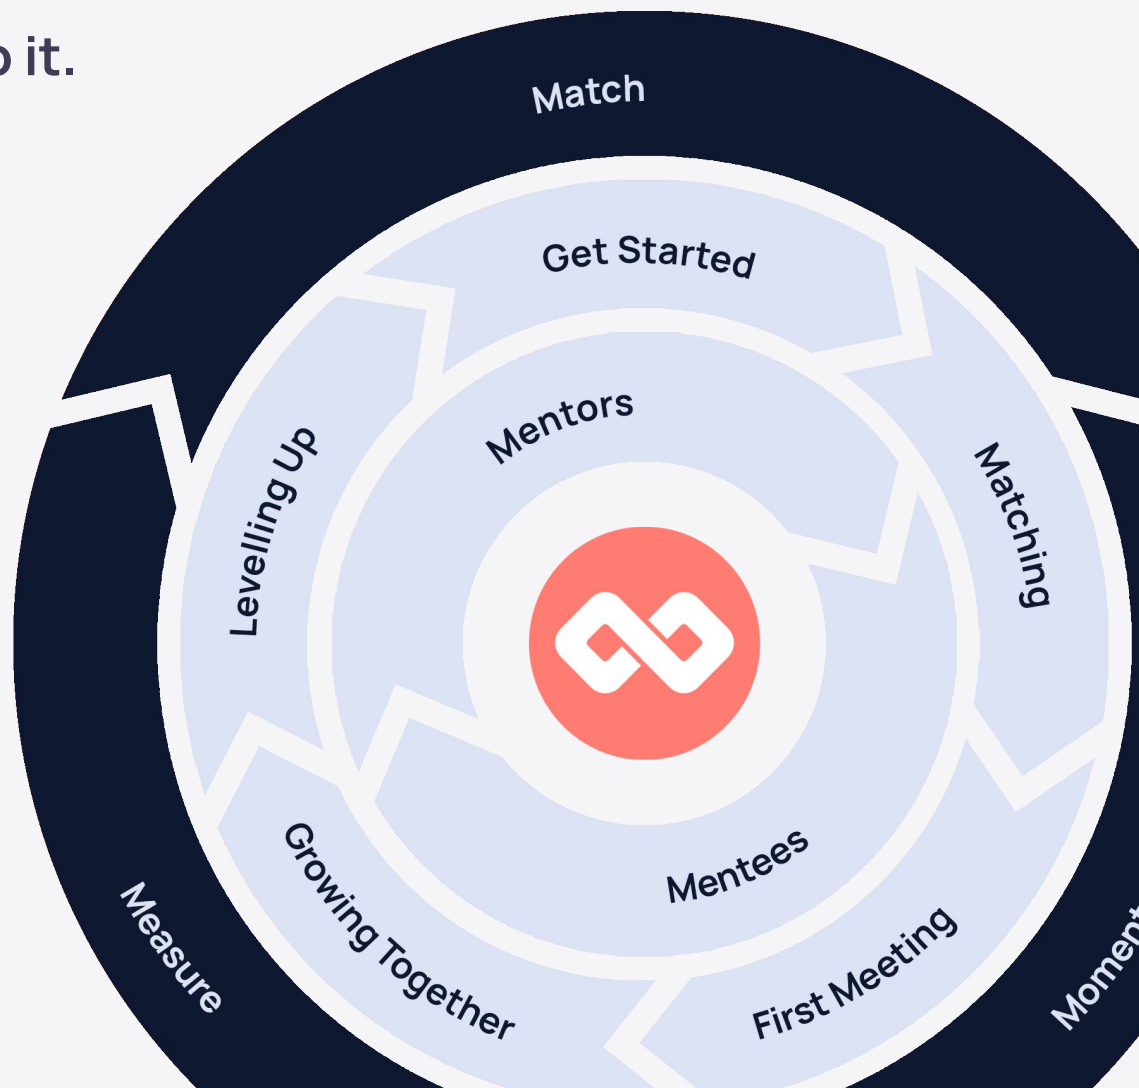 it.
Match
Get Started
Mentors
Matching
Levelling Up
Mentees
Growing Together
First Meeting
Measure